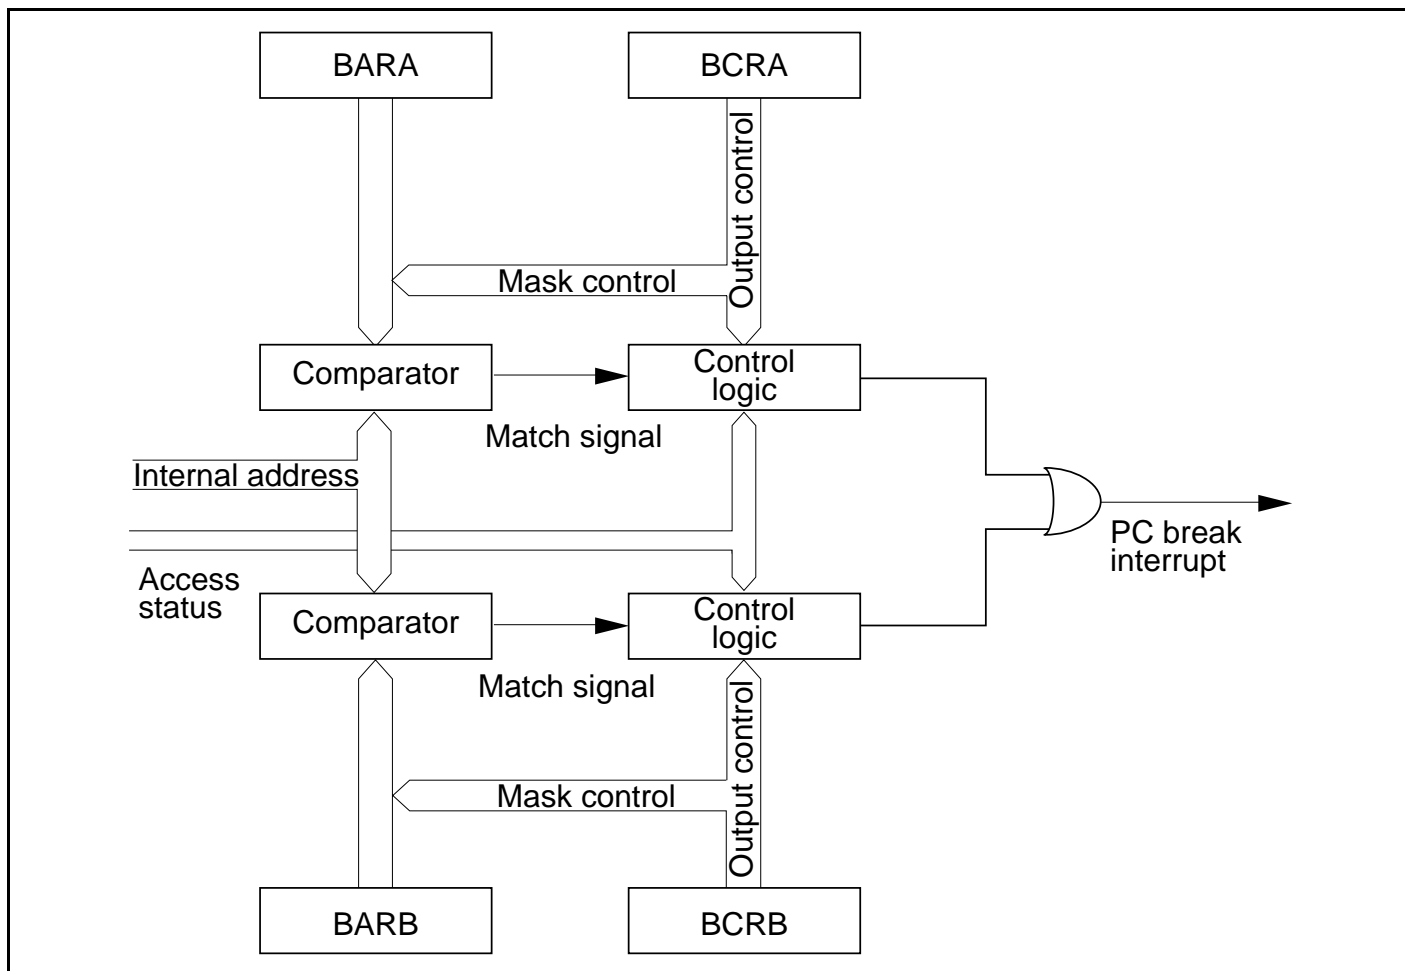 BARA
BCRA
Output control
Mask control
Comparator
Control
logic
Match signal
Internal address
PC break
interrupt
Access
status
Comparator
Control
logic
Match signal
Output control
Mask control
BARB
BCRB